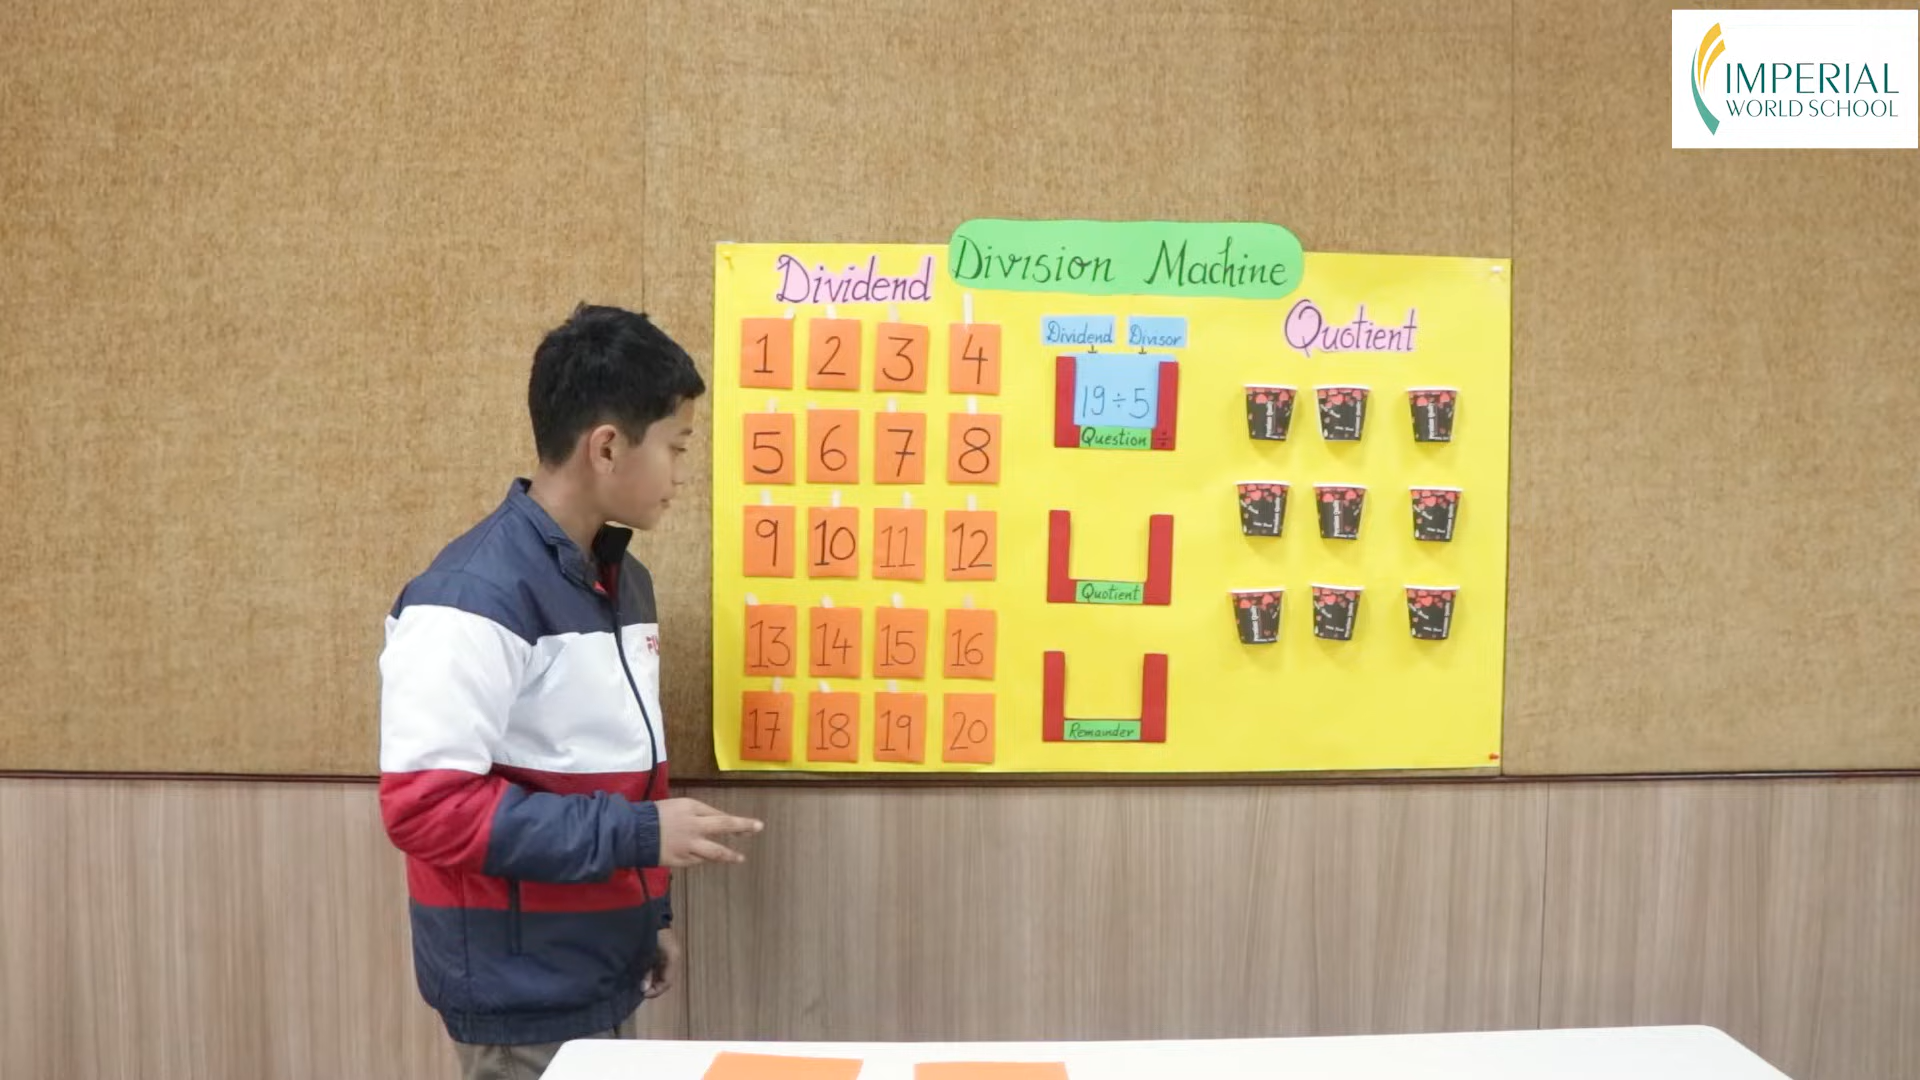 IMPERIAL
WORLD SCHOOL
Division Machine
Dividend
Quotient
1 2 3 4
5 6 7 8
9 10 11 12
13 14 15 16
17 18 19 20
Dividend Divisor
19 ÷ 5
Question ÷
Quotient
Remainder